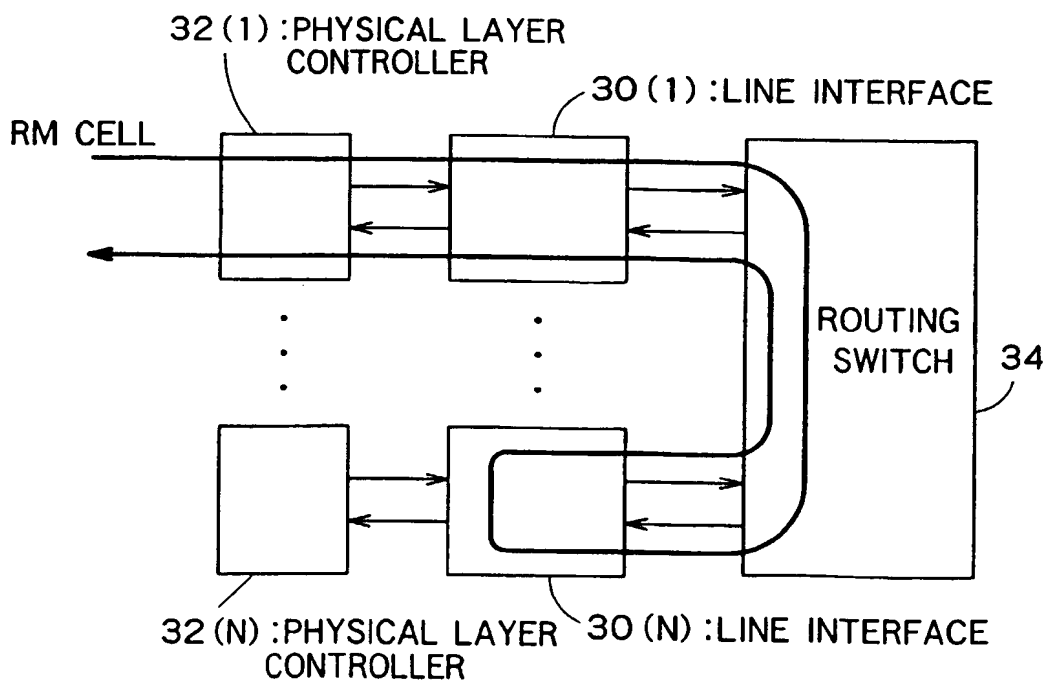 32(1):PHYSICAL LAYER
CONTROLLER
30(1):LINE INTERFACE
RM CELL
ROUTING
SWITCH
34
32(N):PHYSICAL LAYER
CONTROLLER
30(N):LINE INTERFACE